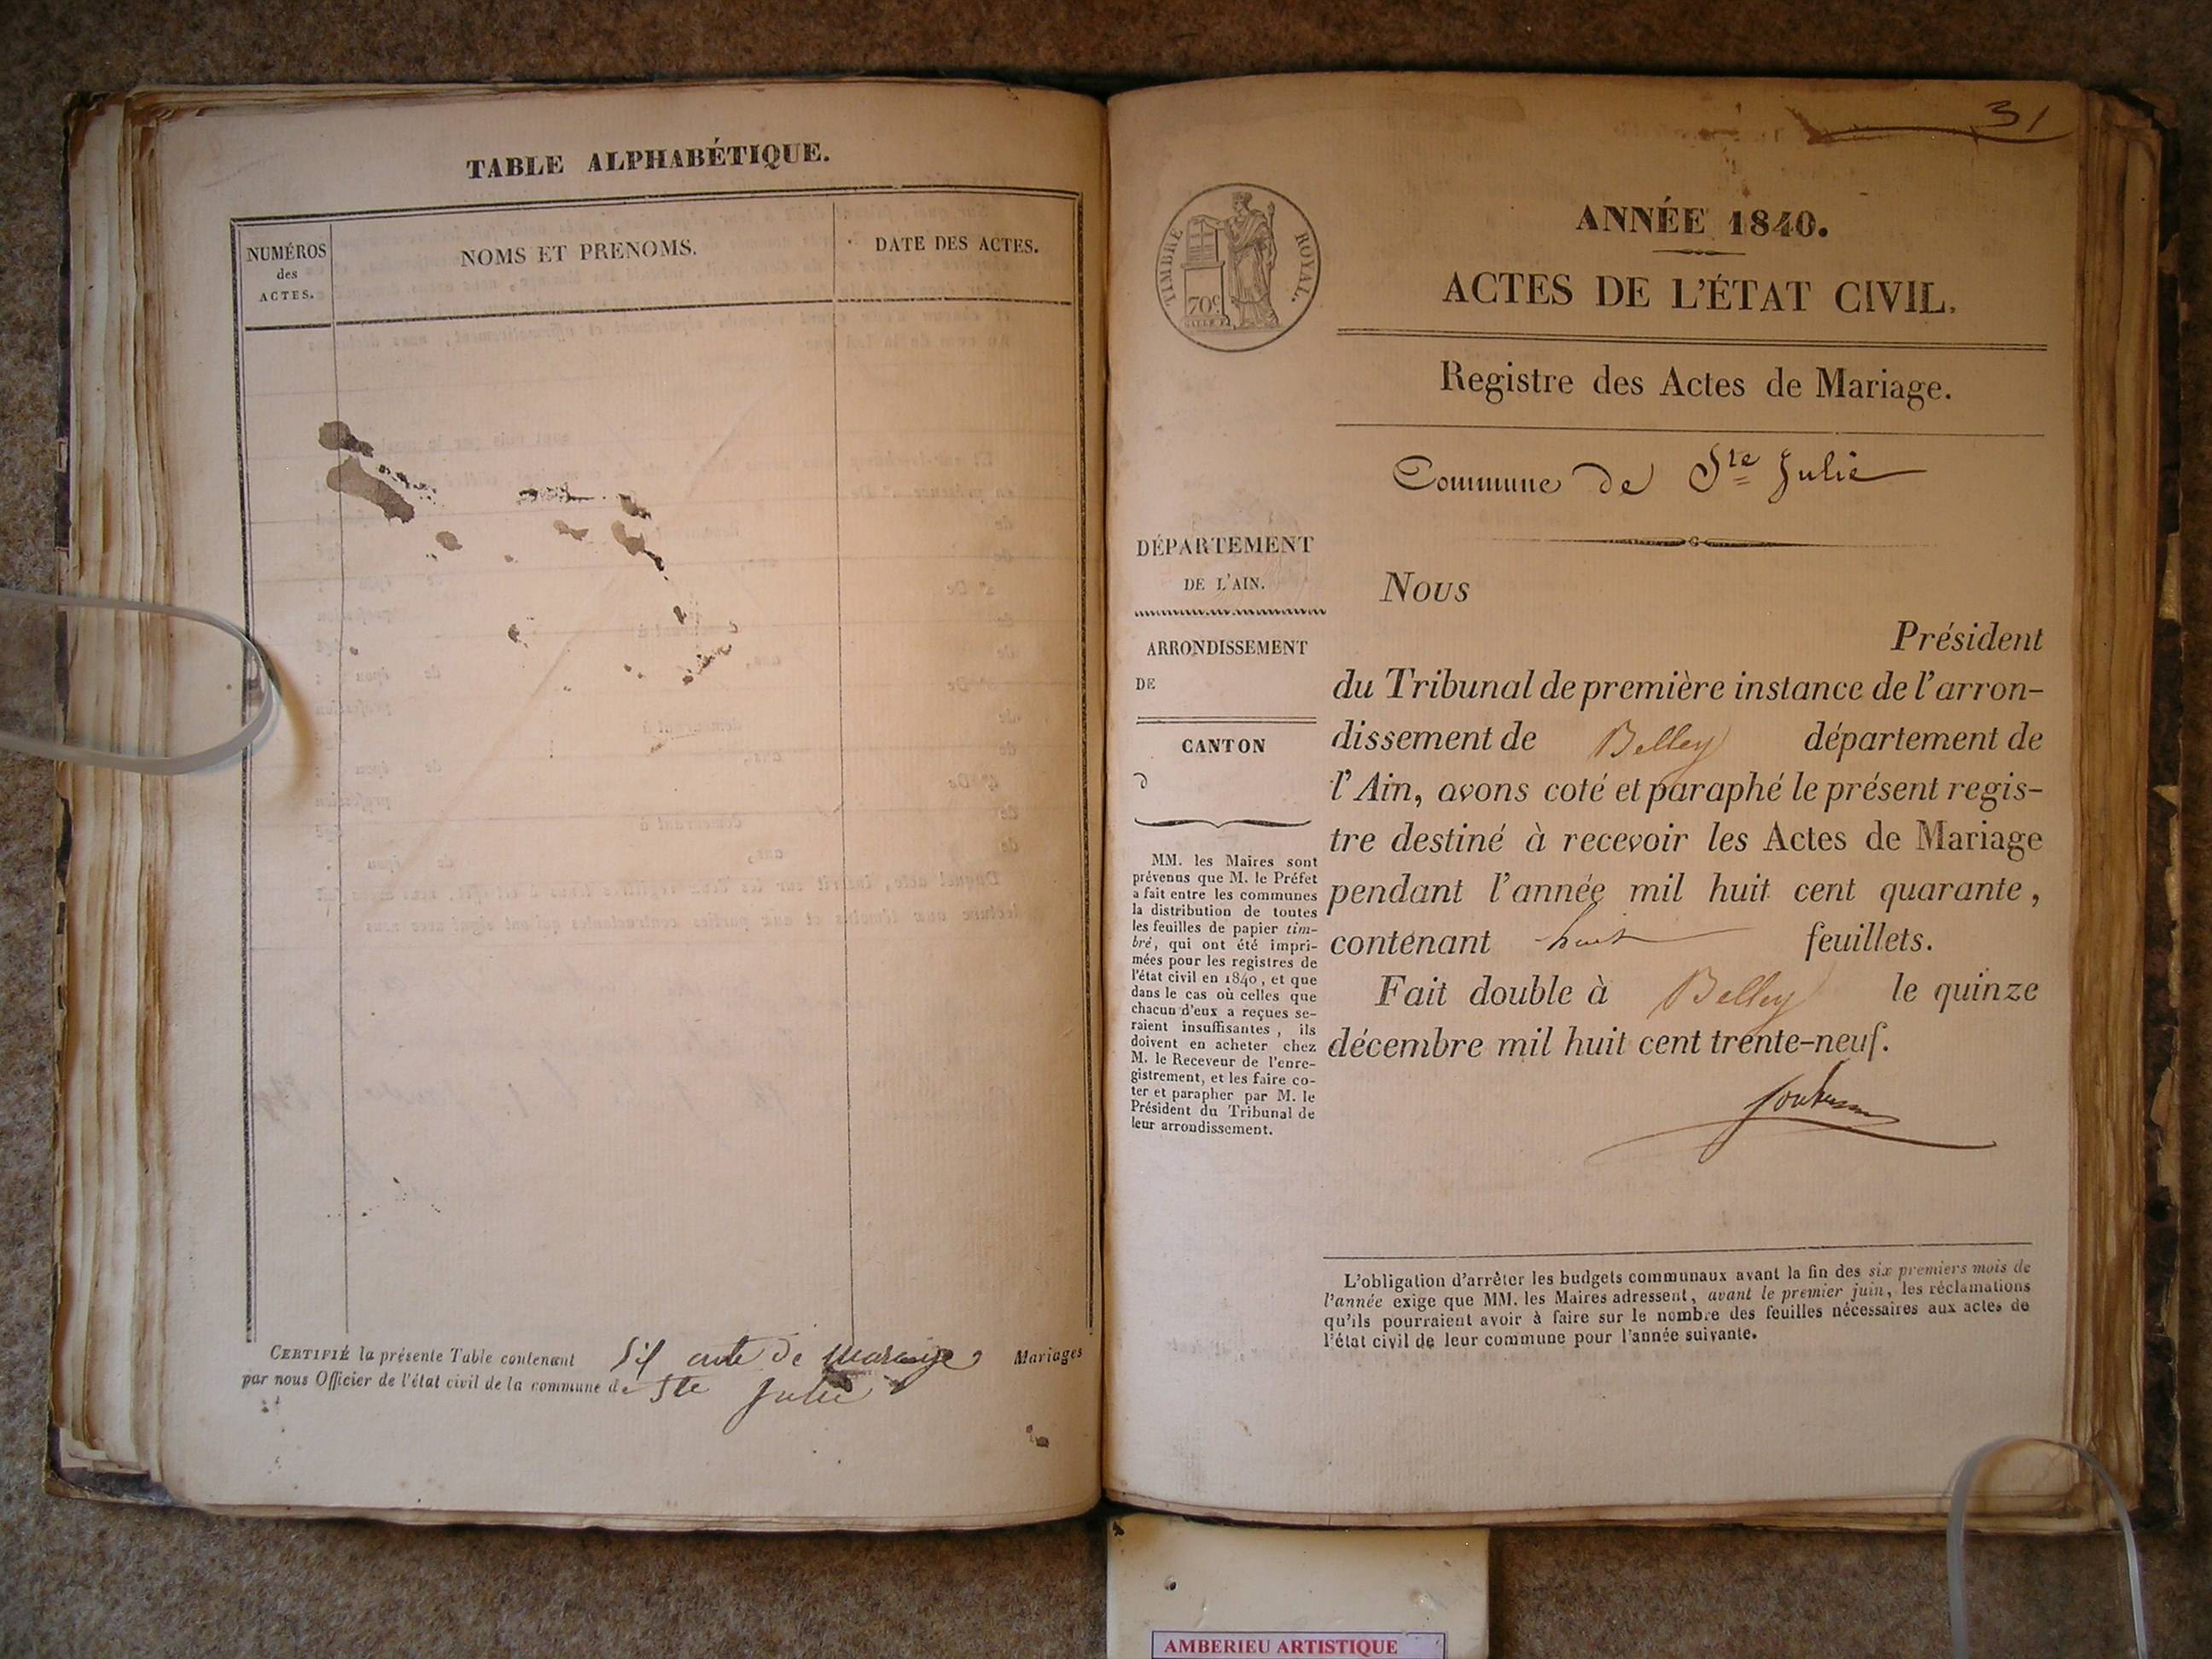 TABLE ALPHABÉTIQUE.
NUMÉROS
des
ACTES.
NOMS ET PRENOMS.
DATE DES ACTES.
CERTIFIÉ la présente Table contenant Sif acte de mariage Mariages
par nous Officier de l'état civil de la commune de Ste Julie
31
TIMBRE ROYAL.
70c
ANNÉE 1840.
ACTES DE L'ÉTAT CIVIL.
Registre des Actes de Mariage.
Commune de Ste Julie
DÉPARTEMENT
DE L'AIN.
ARRONDISSEMENT
DE
CANTON
d
MM. les Maires sont
prévenus que M. le Préfet
a fait entre les communes
la distribution de toutes
les feuilles de papier tim-
bré, qui ont été impri-
mées pour les registres de
l'état civil en 1840, et que
dans le cas où celles que
chacun d'eux a reçues se-
raient insuffisantes, ils
doivent en acheter chez
M. le Receveur de l'enre-
gistrement, et les faire co-
ter et parapher par M. le
Président du Tribunal de
leur arrondissement.
Nous
Président
du Tribunal de première instance de l'arron-
dissement de Belley département de
l'Ain, avons coté et paraphé le présent regis-
tre destiné à recevoir les Actes de Mariage
pendant l'année mil huit cent quarante,
contenant huit feuillets.
Fait double à Belley le quinze
décembre mil huit cent trente-neuf.
L'obligation d'arrêter les budgets communaux avant la fin des six premiers mois de
l'année exige que MM. les Maires adressent, avant le premier juin, les réclamations
qu'ils pourraient avoir à faire sur le nombre des feuilles nécessaires aux actes de
l'état civil de leur commune pour l'année suivante.
AMBERIEU ARTISTIQUE